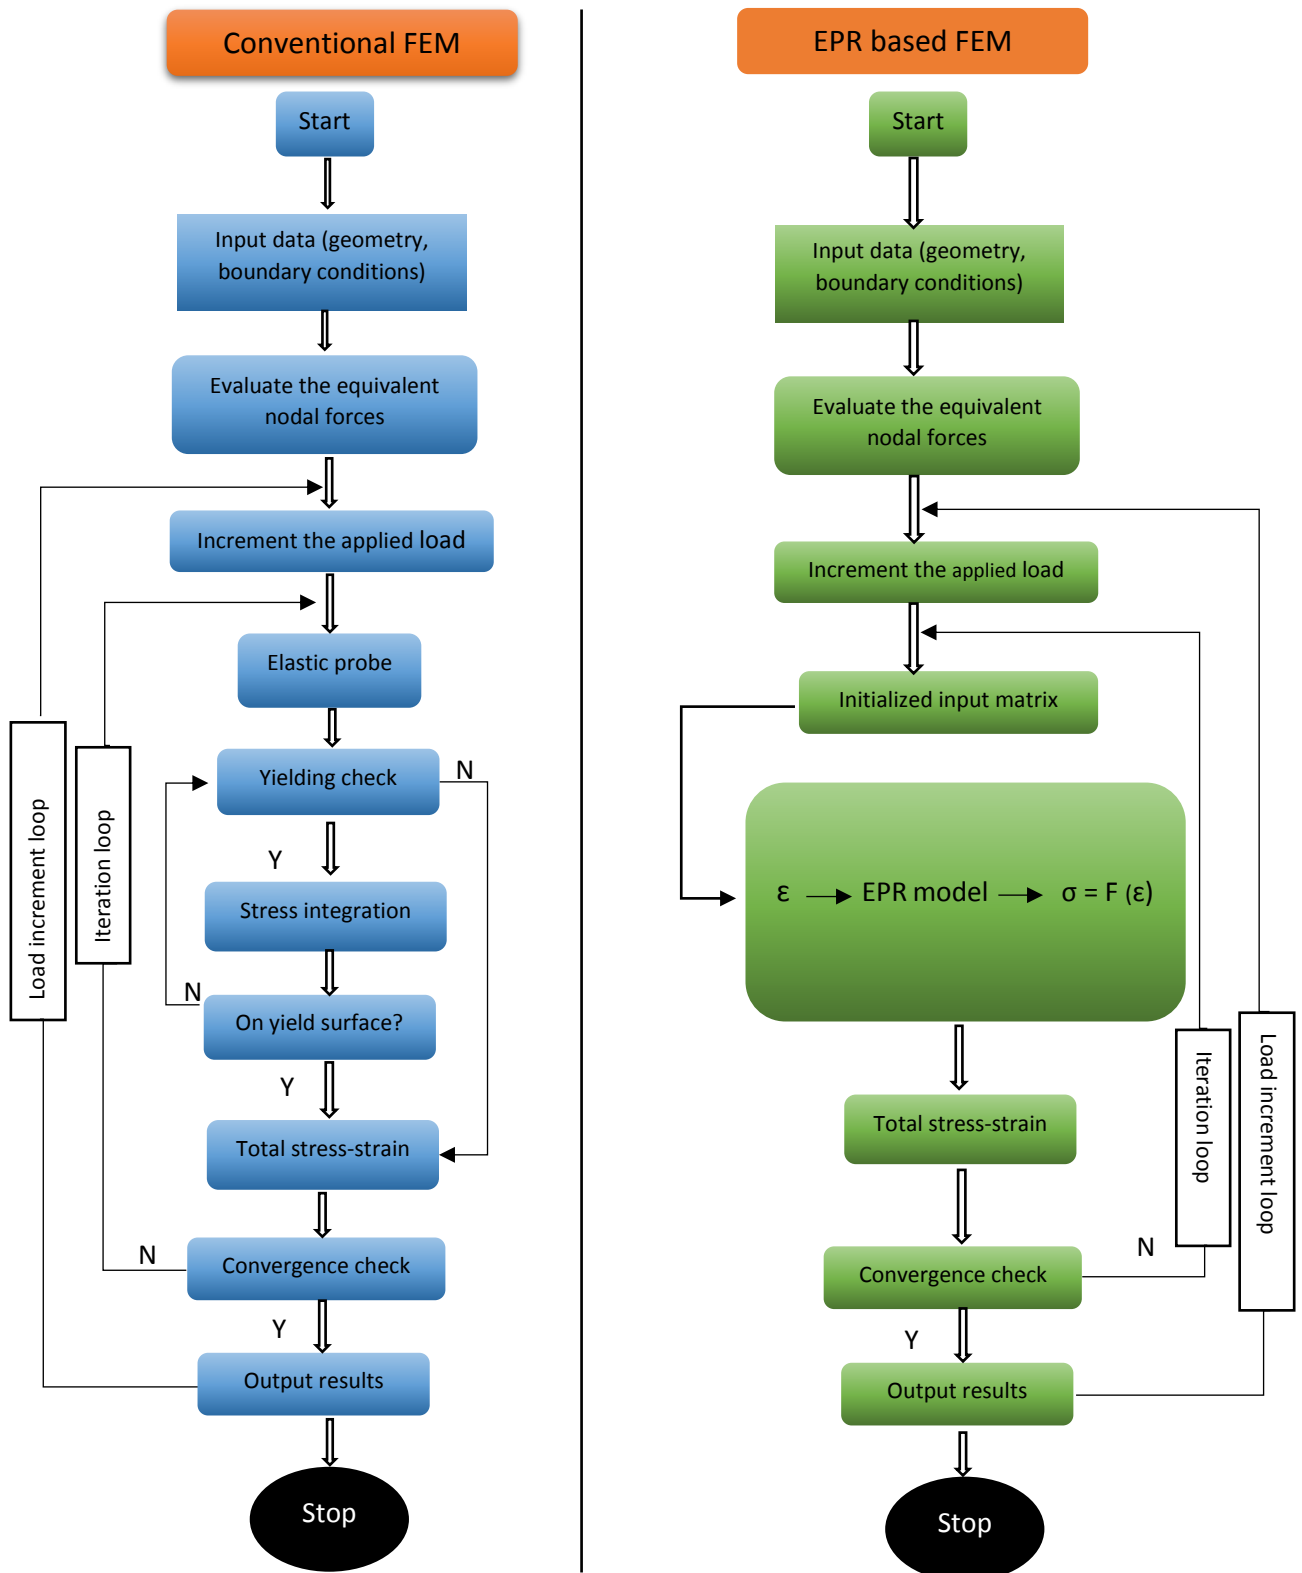 Conventional FEM
Start
Input data (geometry,
boundary conditions)
Evaluate the equivalent
nodal forces
Increment the applied load
Elastic probe
Yielding check
N
Y
Stress integration
N
On yield surface?
Y
Total stress-strain
N
Convergence check
Y
Output results
Stop
Load increment loop
Iteration loop
EPR based FEM
Start
Input data (geometry,
boundary conditions)
Evaluate the equivalent
nodal forces
Increment the applied load
Initialized input matrix
ε → EPR model → σ = F (ε)
Total stress-strain
Convergence check
N
Y
Output results
Stop
Iteration loop
Load increment loop